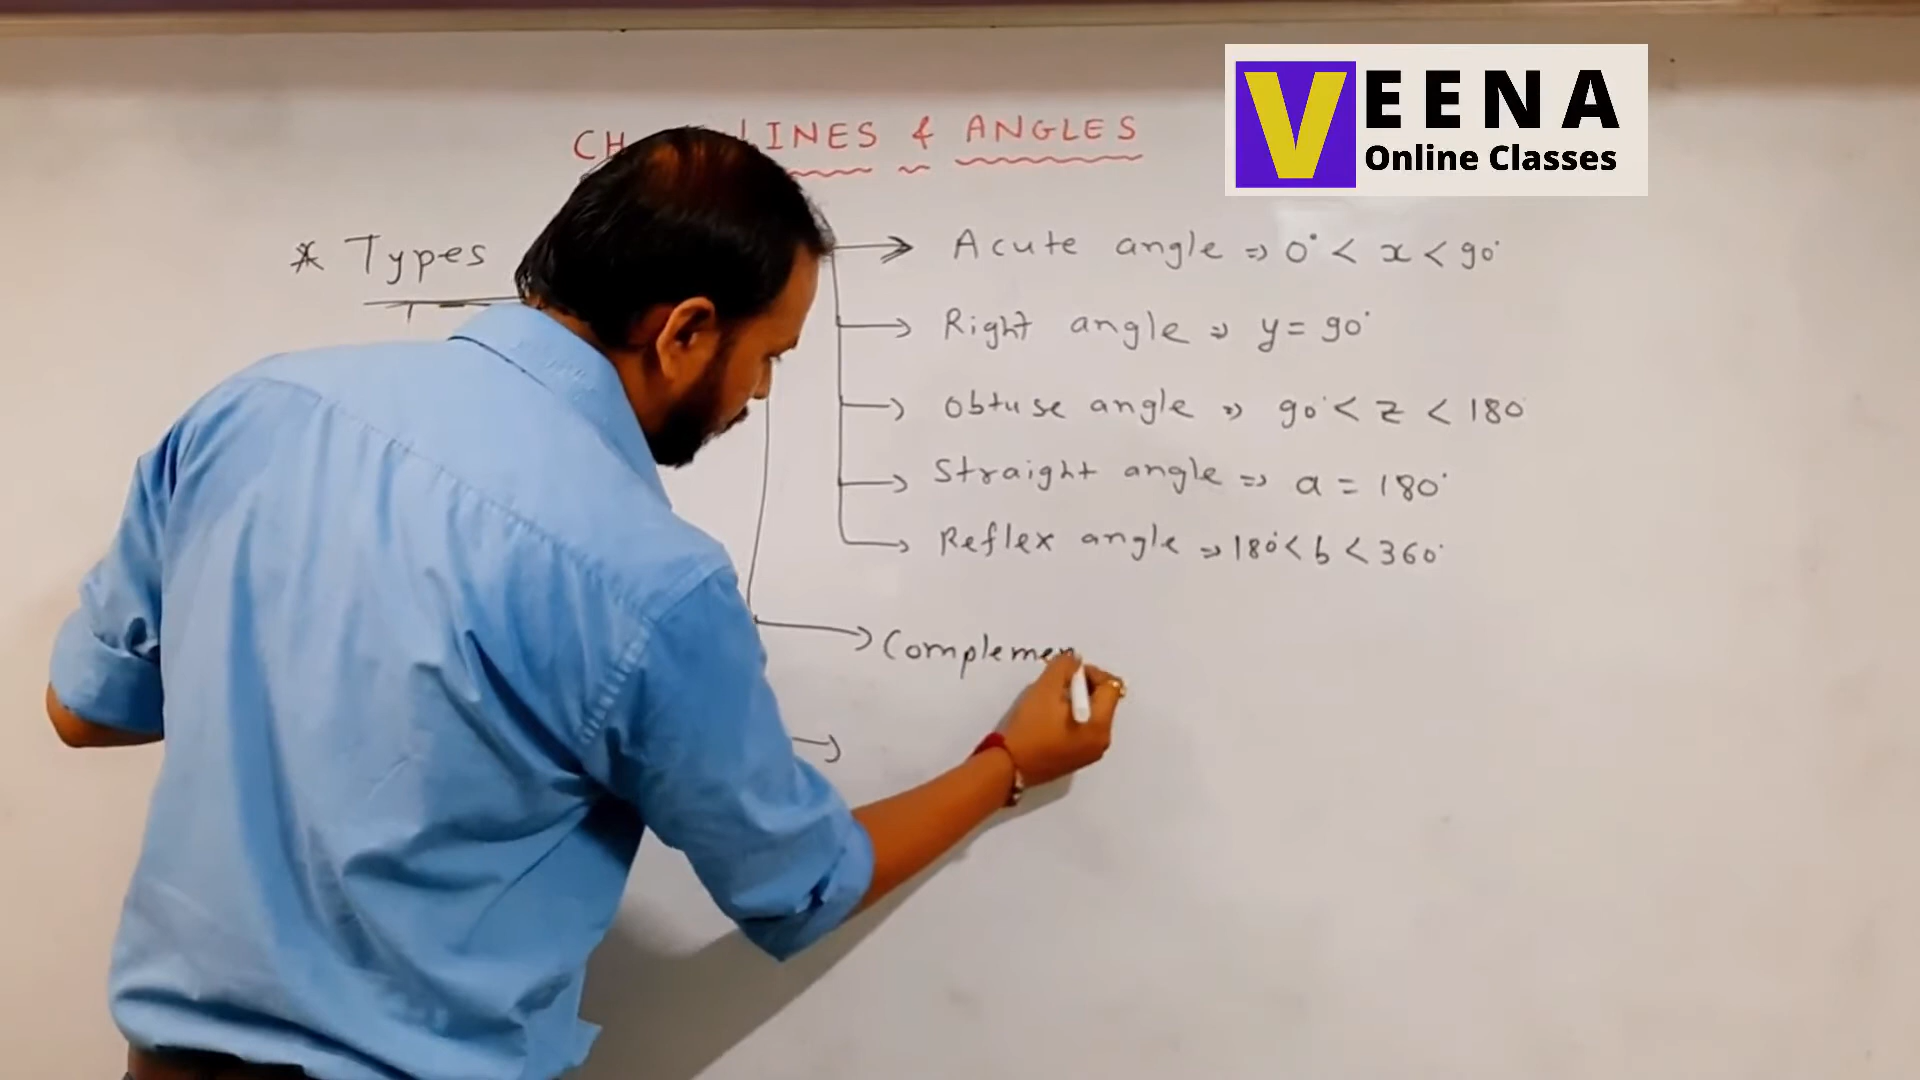 VEENA
Online Classes
CH LINES & ANGLES
* Types
Acute angle ⇒ 0° < x < 90°
Right angle ⇒ y = 90°
Obtuse angle ⇒ 90° < z < 180
Straight angle ⇒ a = 180°
Reflex angle ⇒ 180° < b < 360°
Complemen